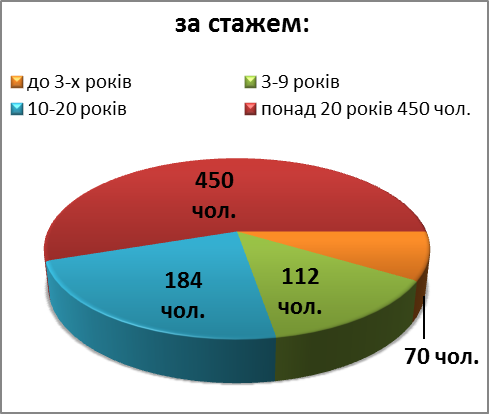 за стажем:
до 3-х років
3-9 років
10-20 років
понад 20 років 450 чол.
450
чол.
184
чол.
112
чол.
70 чол.